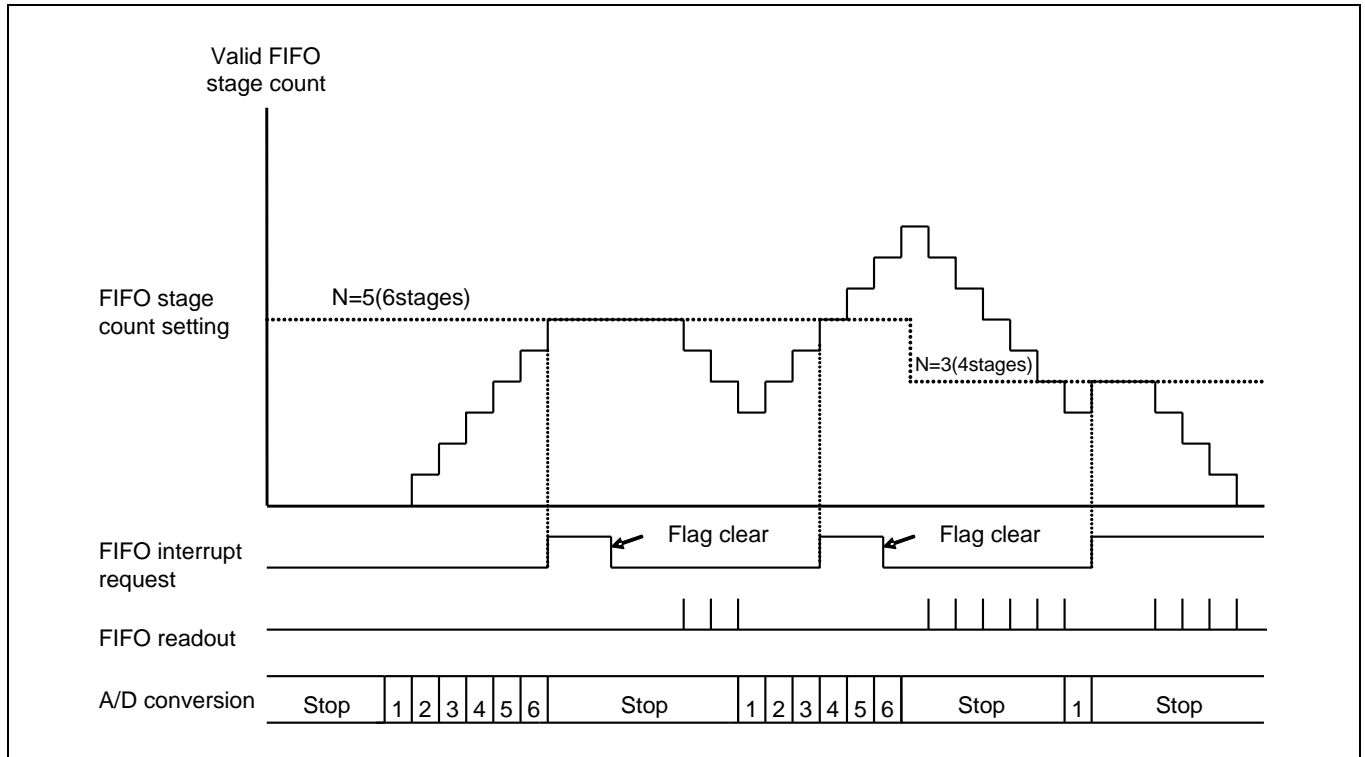 Valid FIFO
stage count
FIFO stage
count setting
N=5(6stages)
N=3(4stages)
FIFO interrupt
request
Flag clear
Flag clear
FIFO readout
A/D conversion
Stop
1 2 3 4 5 6
Stop
1 2 3 4 5 6
Stop
1
Stop